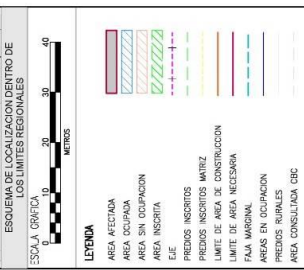 ESQUEMA DE LOCALIZACION DENTRO DE
LOS LIMITES REGIONALES
ESCALA GRAFICA
0 10 20 30 40
METROS
LEYENDA
AREA AFECTADA
AREA OCUPADA
AREA SIN OCUPACION
AREA INSCRITA
EJE
PREDIOS INSCRITOS
PREDIOS INSCRITOS MATRIZ
LIMITE DE AREA DE CONSTRUCCION
LIMITE DE AREA NECESARIA
FAJA MARGINAL
AREAS EN OCUPACION
PREDIOS RURALES
AREA CONSULTADA CBC